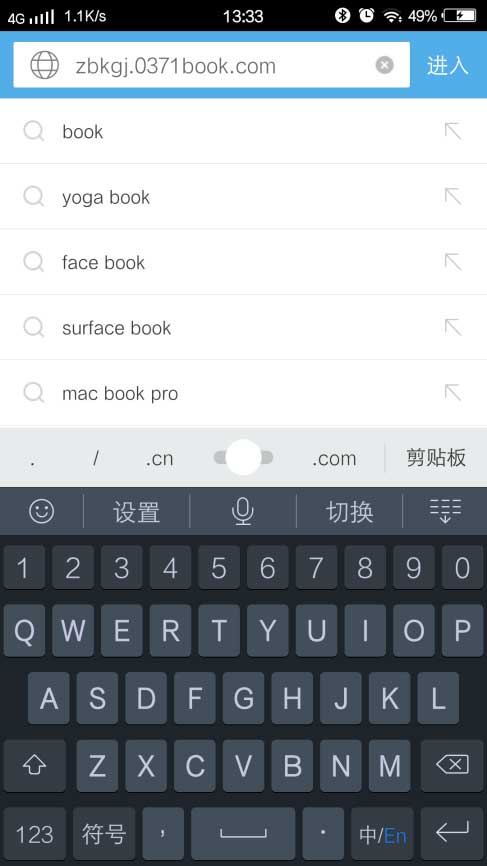 4G 1.1K/s 13:33 49%
zbkgj.0371book.com 进入
book
yoga book
face book
surface book
mac book pro
. / .cn .com 剪贴板
设置 切换
1 2 3 4 5 6 7 8 9 0
Q W E R T Y U I O P
A S D F G H J K L
Z X C V B N M
123 符号 , . 中/En